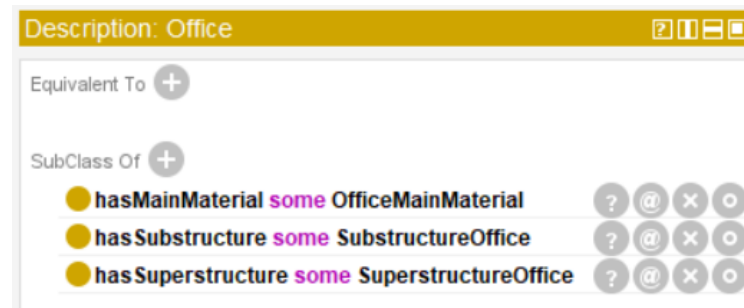 Description: Office
Equivalent To
SubClass Of
hasMainMaterial some OfficeMainMaterial
hasSubstructure some SubstructureOffice
hasSuperstructure some SuperstructureOffice